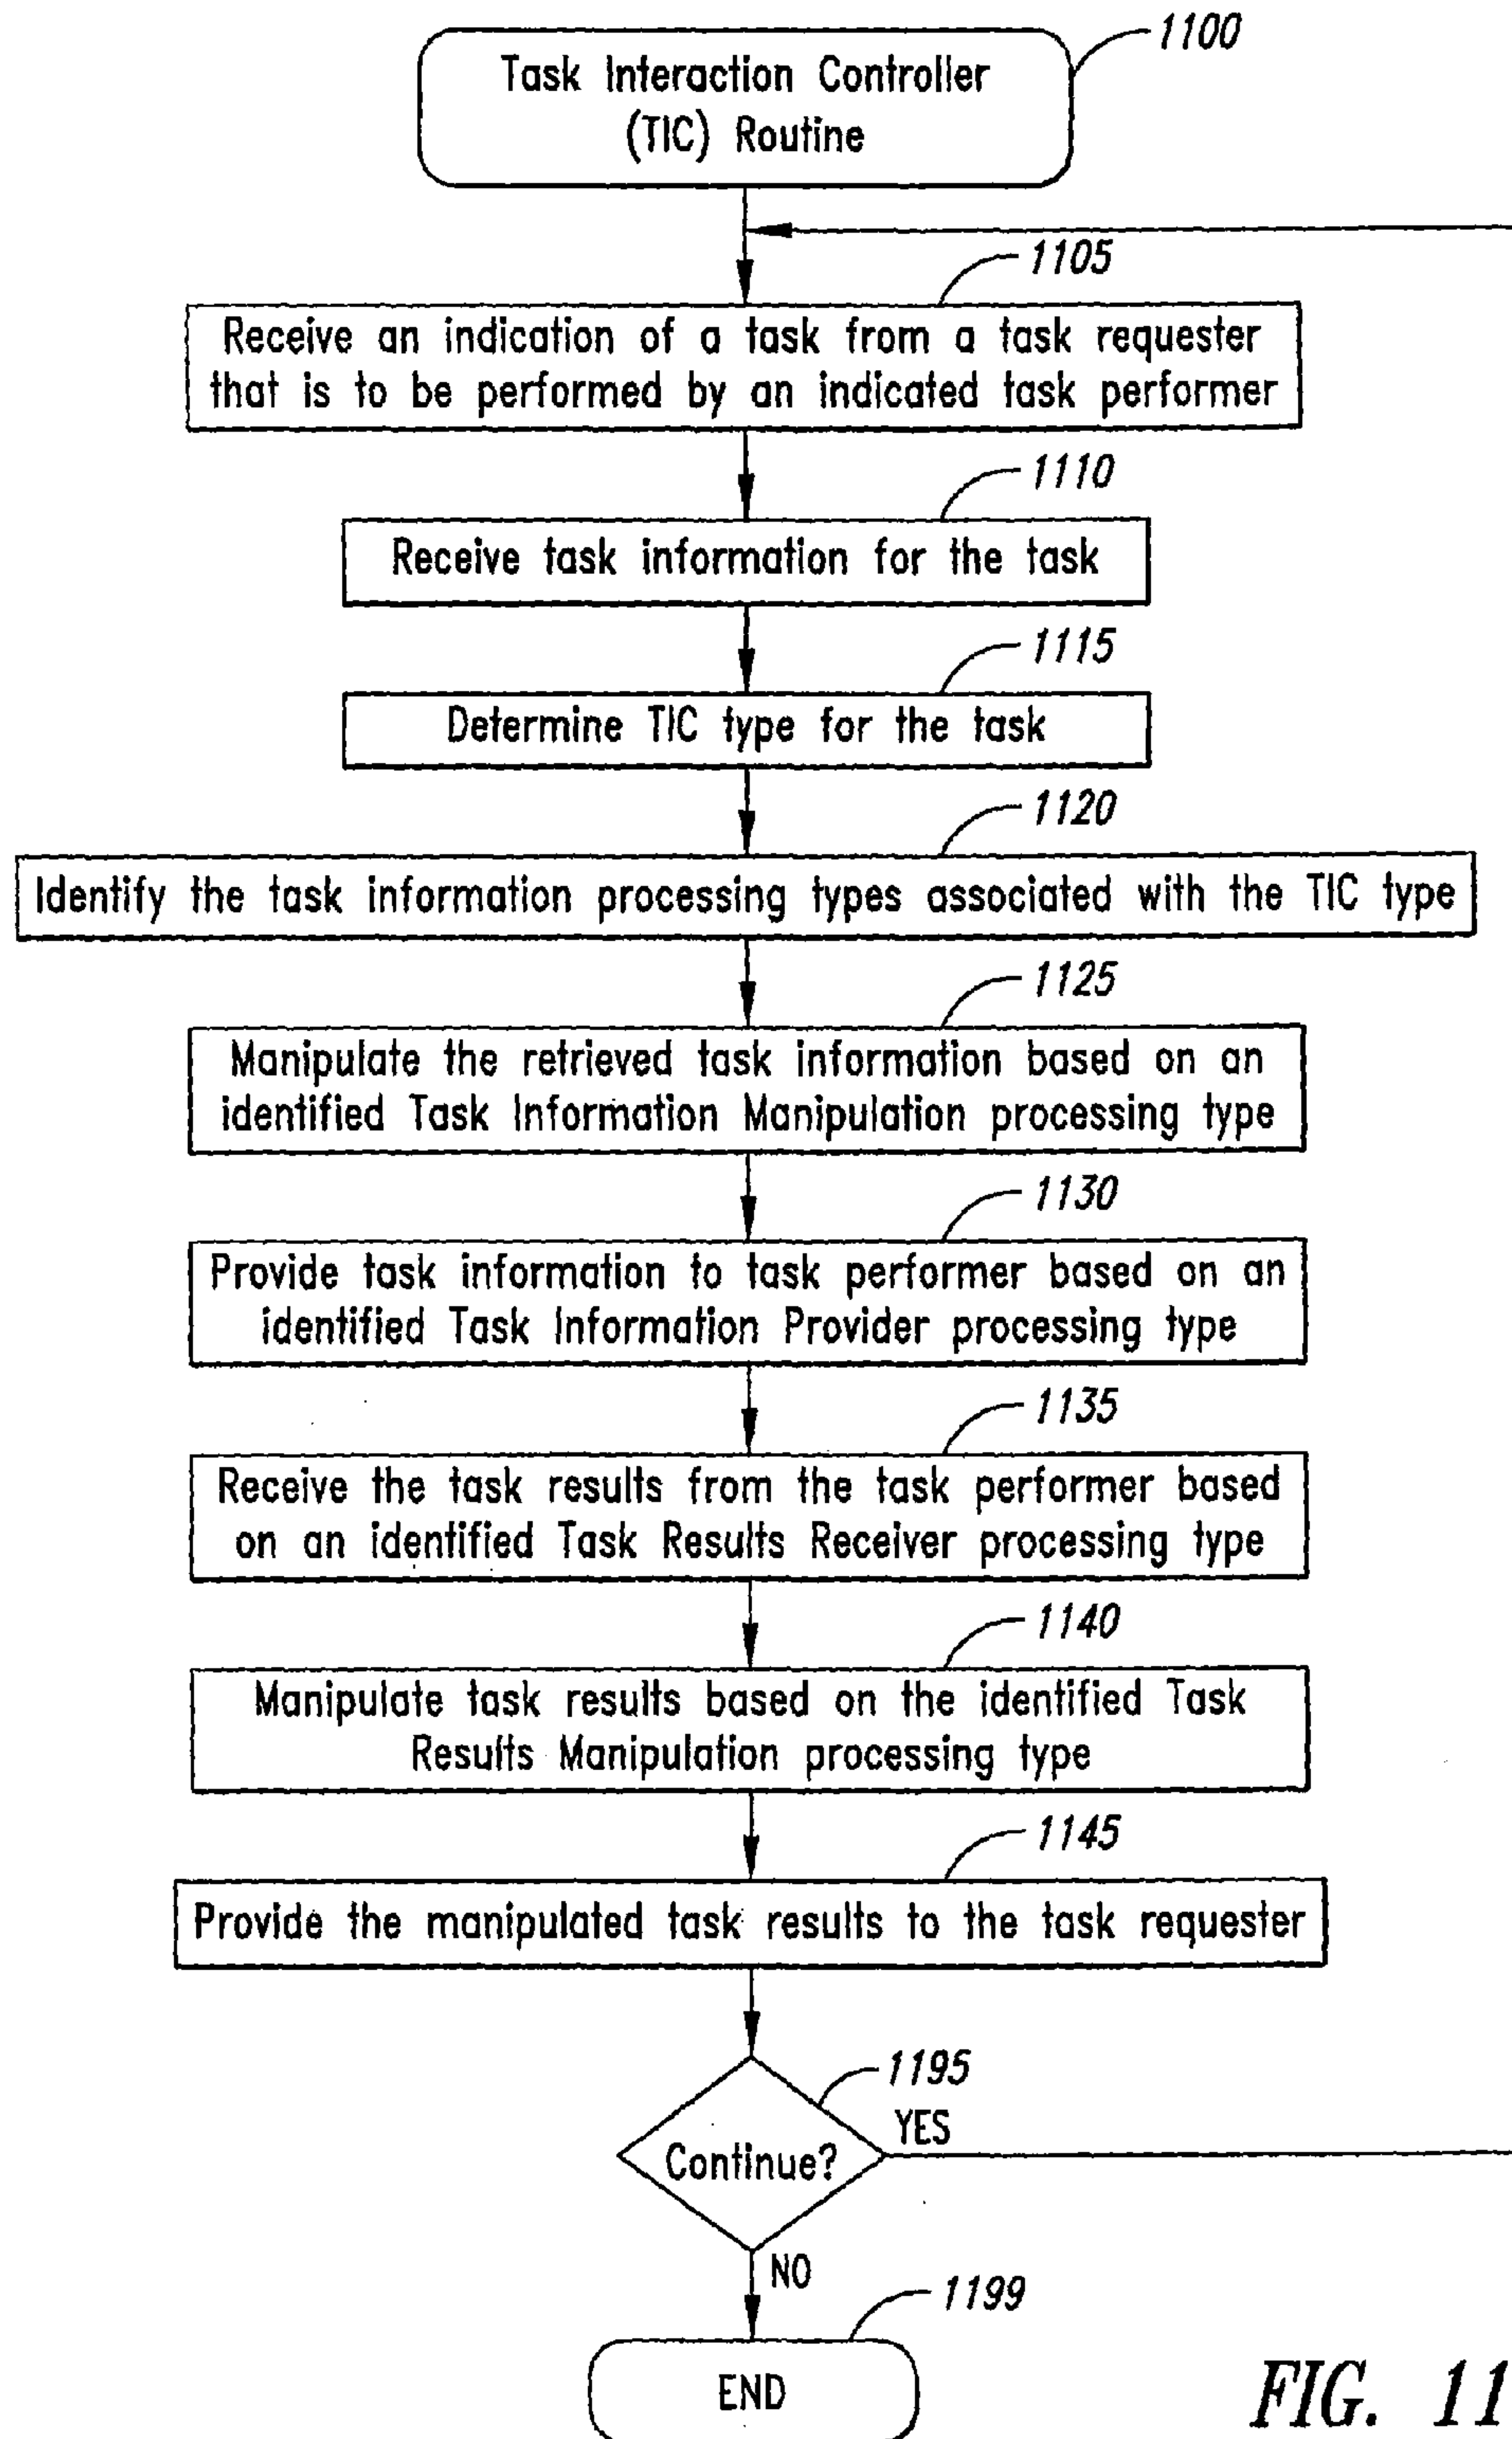 1100
Task Interaction Controller
(TIC) Routine
1105
Receive an indication of a task from a task requester
that is to be performed by an indicated task performer
1110
Receive task information for the task
1115
Determine TIC type for the task
1120
Identify the task information processing types associated with the TIC type
1125
Manipulate the retrieved task information based on an
identified Task Information Manipulation processing type
1130
Provide task information to task performer based on an
identified Task Information Provider processing type
1135
Receive the task results from the task performer based
on an identified Task Results Receiver processing type
1140
Manipulate task results based on the identified Task
Results Manipulation processing type
1145
Provide the manipulated task results to the task requester
1195
YES
Continue?
NO
1199
END
FIG. 11